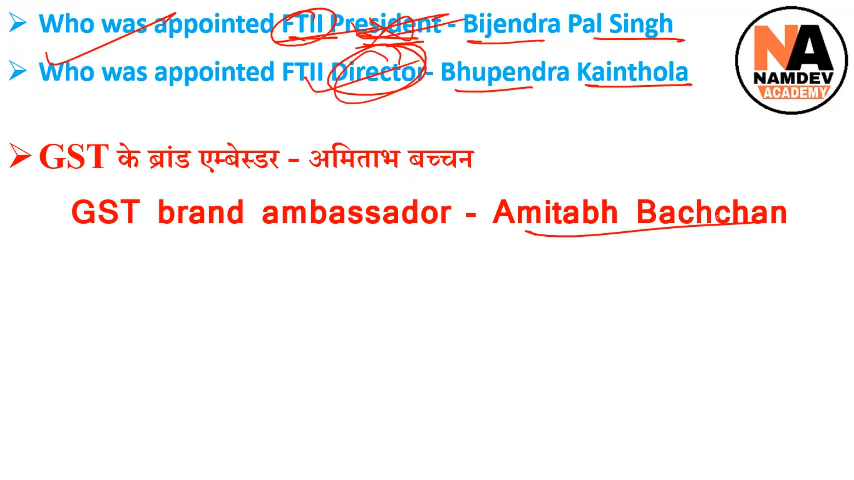 ➢ Who was appointed FTII President - Bijendra Pal Singh
➢ Who was appointed FTII Director- Bhupendra Kainthola
NA
NAMDEV
ACADEMY
➢ GST के ब्रांड एम्बेस्डर – अमिताभ बच्चन
GST brand ambassador - Amitabh Bachchan